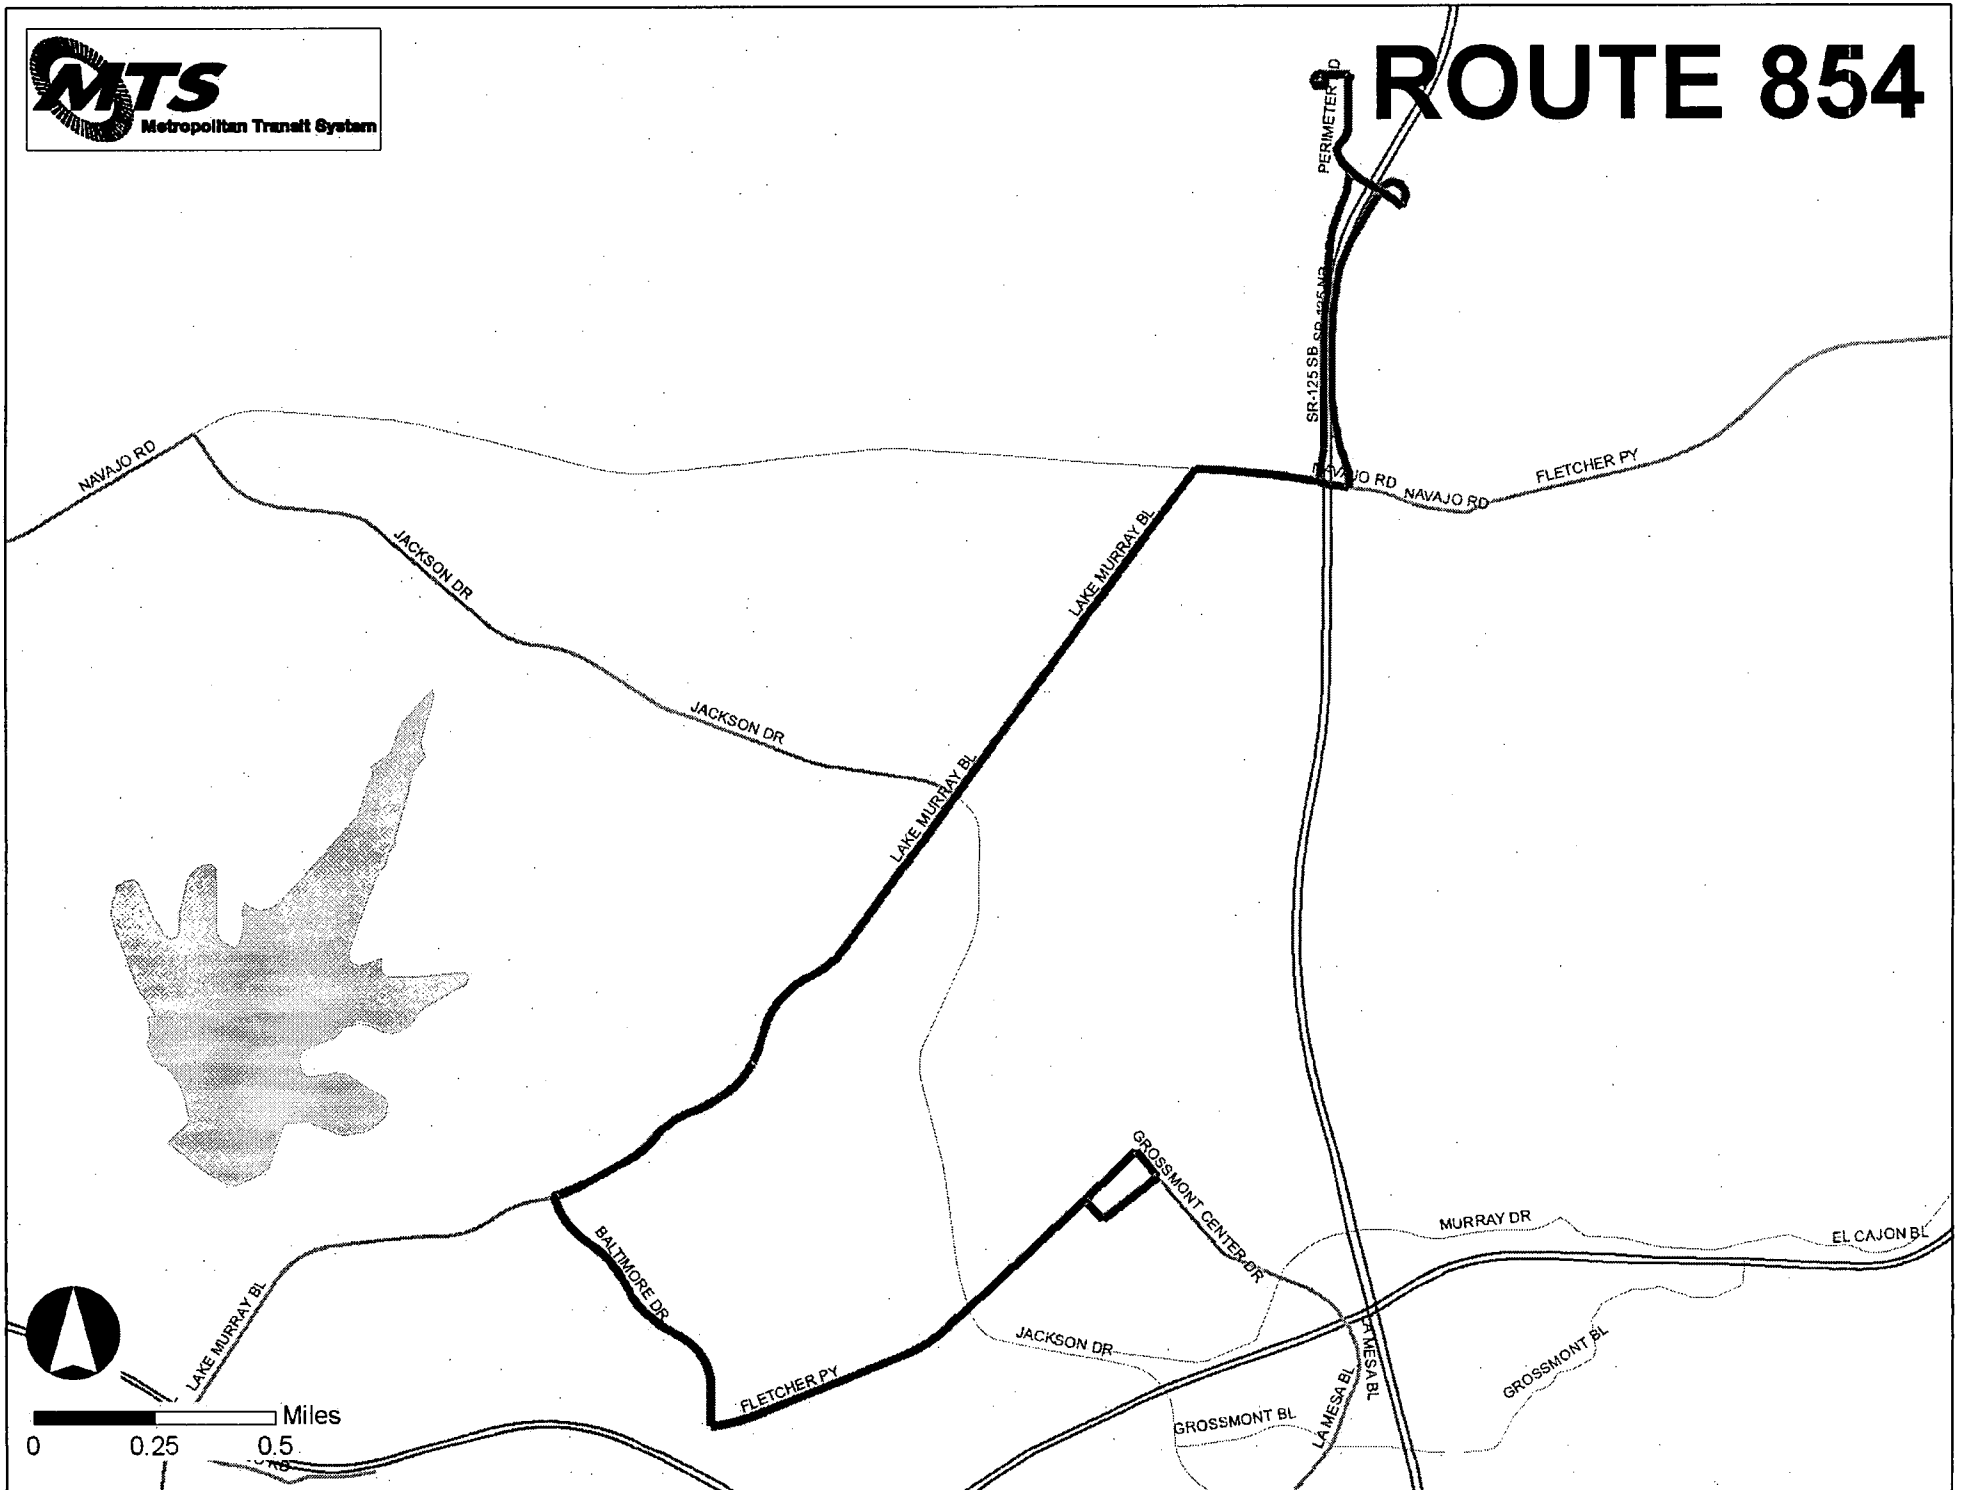 MTS
Metropolitan Transit System
ROUTE 854
PERIMETER RD
SR-125 NB
SR-125 SB
NAVAJO RD
NAVAJO RD
NAVAJO RD
FLETCHER PY
LAKE MURRAY BL
JACKSON DR
JACKSON DR
LAKE MURRAY BL
GROSSMONT CENTER DR
MURRAY DR
EL CAJON BL
BALTIMORE DR
LAKE MURRAY BL
JACKSON DR
LA MESA BL
GROSSMONT BL
FLETCHER PY
LA MESA BL
GROSSMONT BL
Miles
0 0.25 0.5